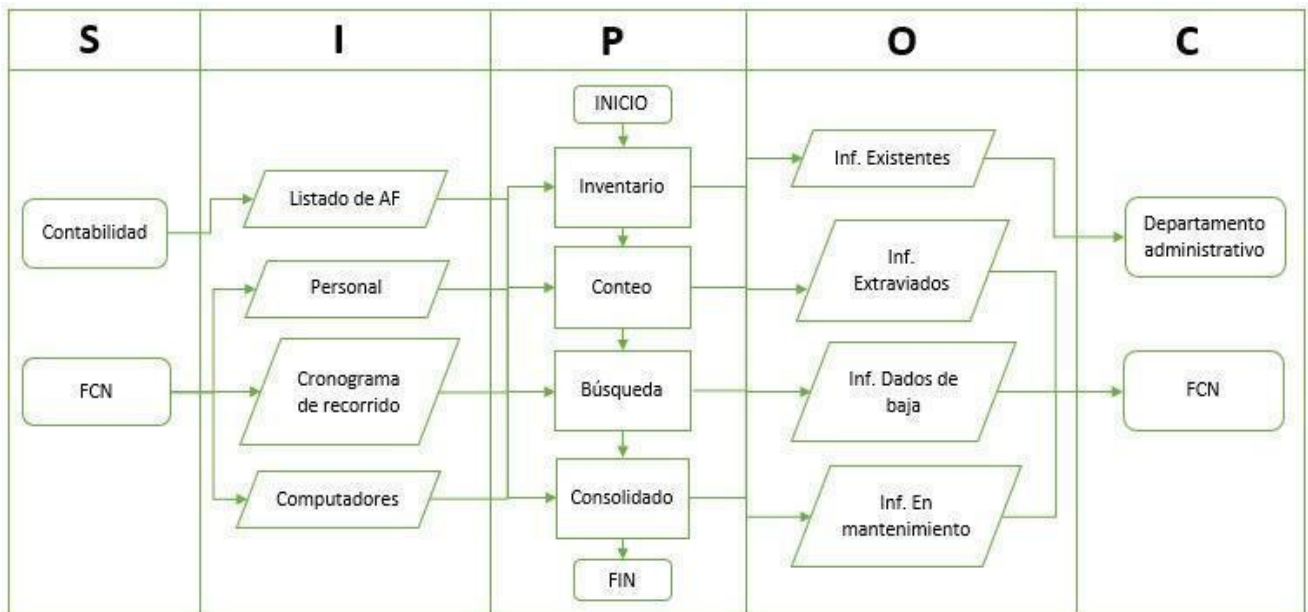 S
I
P
O
C
Contabilidad
FCN
Listado de AF
Personal
Cronograma
de recorrido
Computadores
INICIO
Inventario
Conteo
Búsqueda
Consolidado
FIN
Inf. Existentes
Inf.
Extraviados
Inf. Dados de
baja
Inf. En
mantenimiento
Departamento
administrativo
FCN